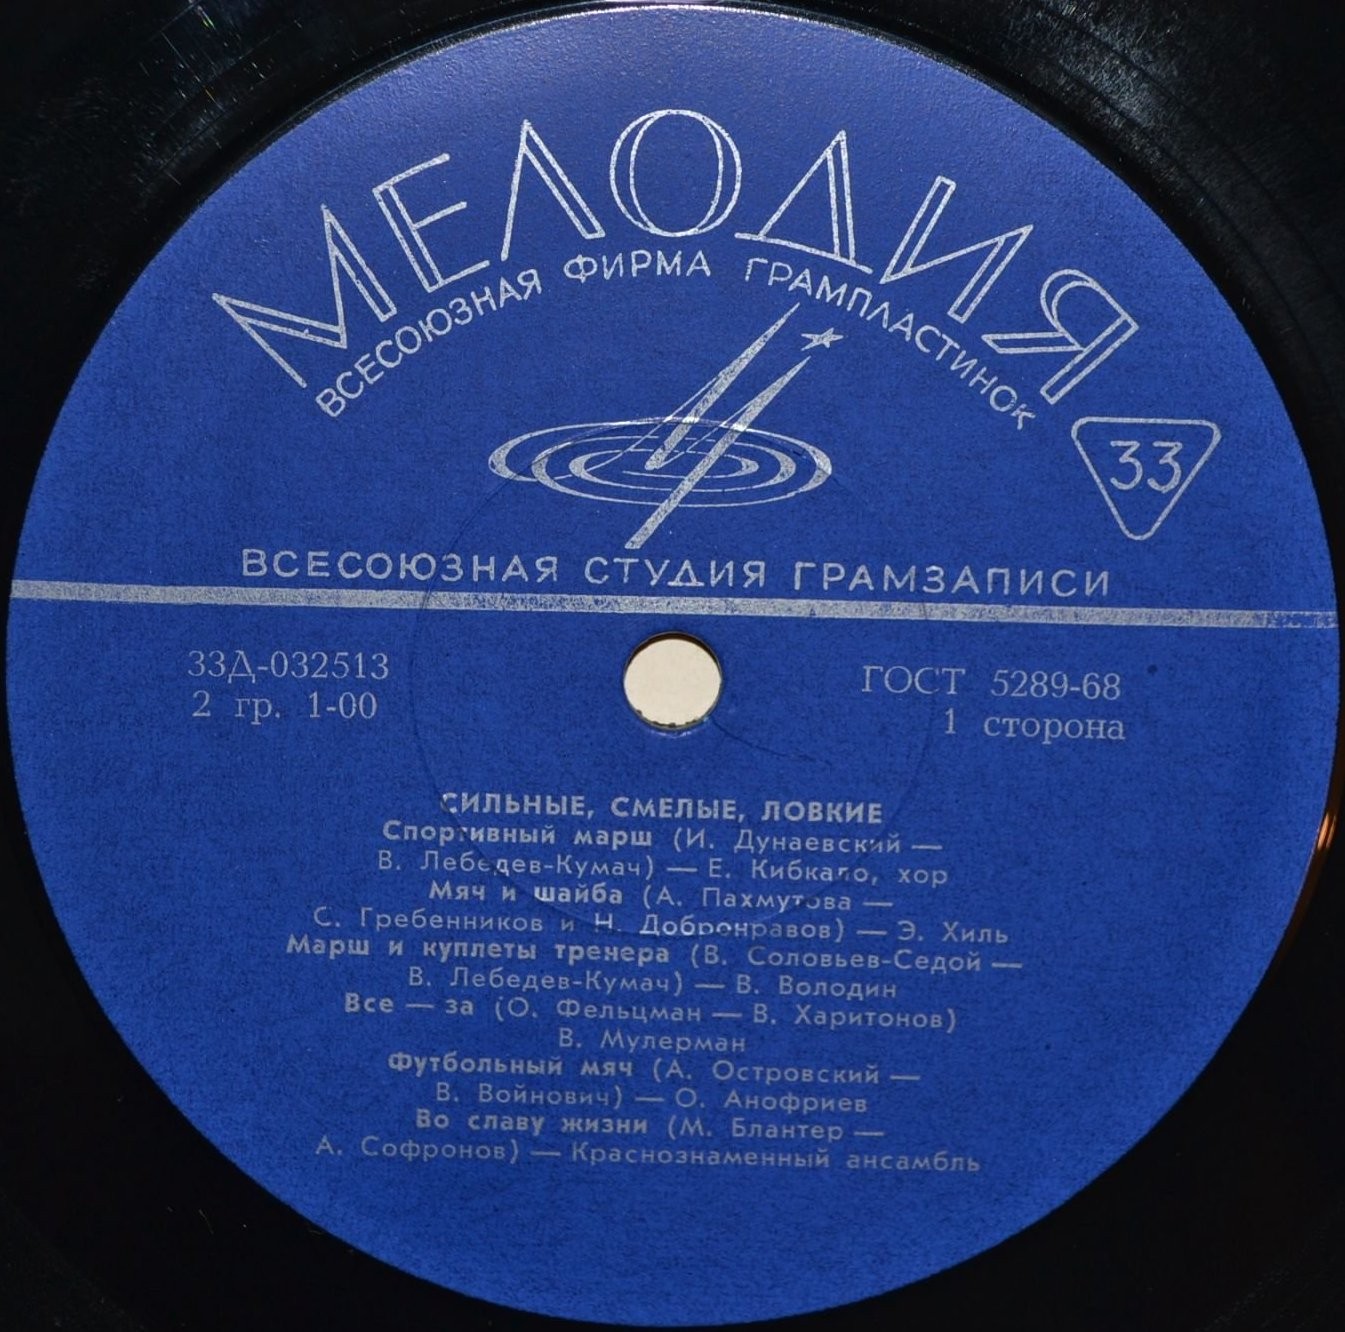 МЕЛОДИЯ
ВСЕСОЮЗНАЯ ФИРМА ГРАМПЛАСТИНОК
33
ВСЕСОЮЗНАЯ СТУДИЯ ГРАМЗАПИСИ
33Д-032513
2 гр. 1-00
ГОСТ 5289-68
1 сторона
СИЛЬНЫЕ, СМЕЛЫЕ, ЛОВКИЕ
Спортивный марш (И. Дунаевский —
В. Лебедев-Кумач) — Е. Кибкало, хор
Мяч и шайба (А. Пахмутова —
С. Гребенников и Н. Добронравов) — Э. Хиль
Марш и куплеты тренера (В. Соловьев-Седой —
В. Лебедев-Кумач) — В. Володин
Все — за (О. Фельцман — В. Харитонов)
В. Мулерман
Футбольный мяч (А. Островский —
В. Войнович) — О. Анофриев
Во славу жизни (М. Блантер —
А. Софронов) — Краснознаменный ансамбль